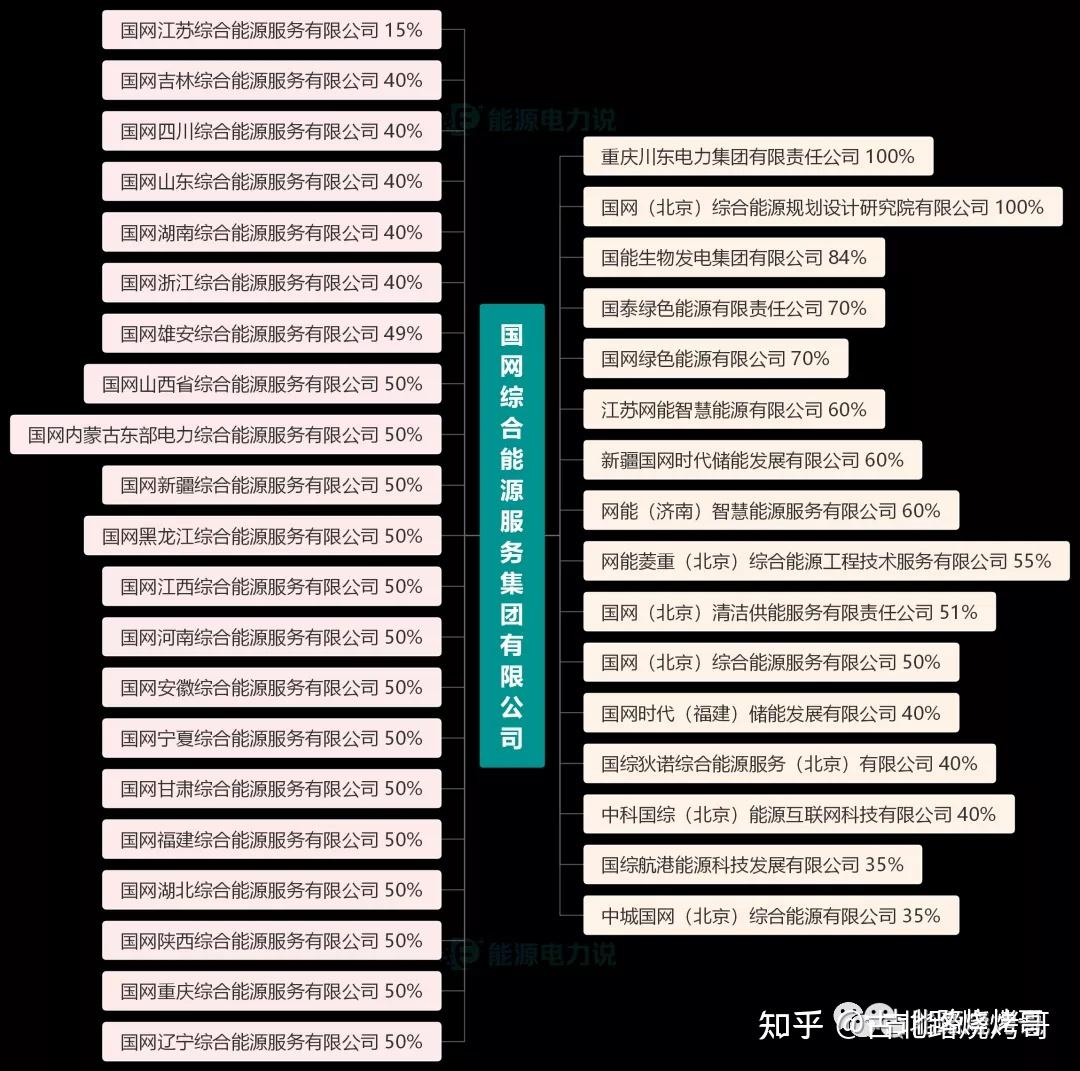 国网江苏综合能源服务有限公司 15%
国网吉林综合能源服务有限公司 40%
国网四川综合能源服务有限公司 40%
国网山东综合能源服务有限公司 40%
国网湖南综合能源服务有限公司 40%
国网浙江综合能源服务有限公司 40%
国网雄安综合能源服务有限公司 49%
国网山西省综合能源服务有限公司 50%
国网内蒙古东部电力综合能源服务有限公司 50%
国网新疆综合能源服务有限公司 50%
国网黑龙江综合能源服务有限公司 50%
国网江西综合能源服务有限公司 50%
国网河南综合能源服务有限公司 50%
国网安徽综合能源服务有限公司 50%
国网宁夏综合能源服务有限公司 50%
国网甘肃综合能源服务有限公司 50%
国网福建综合能源服务有限公司 50%
国网湖北综合能源服务有限公司 50%
国网陕西综合能源服务有限公司 50%
国网重庆综合能源服务有限公司 50%
国网辽宁综合能源服务有限公司 50%
能源电力说
国网综合能源服务集团有限公司
能源电力说
重庆川东电力集团有限责任公司 100%
国网（北京）综合能源规划设计研究院有限公司 100%
国能生物发电集团有限公司 84%
国泰绿色能源有限责任公司 70%
国网绿色能源有限公司 70%
江苏网能智慧能源有限公司 60%
新疆国网时代储能发展有限公司 60%
网能（济南）智慧能源服务有限公司 60%
网能菱重（北京）综合能源工程技术服务有限公司 55%
国网（北京）清洁供能服务有限责任公司 51%
国网（北京）综合能源服务有限公司 50%
国网时代（福建）储能发展有限公司 40%
国综狄诺综合能源服务（北京）有限公司 40%
中科国综（北京）能源互联网科技有限公司 40%
国综航港能源科技发展有限公司 35%
中城国网（北京）综合能源有限公司 35%
知乎 @古北路烧烤哥